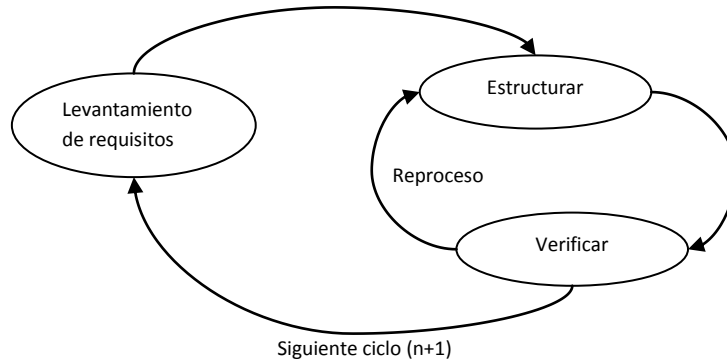 Levantamiento
de requisitos
Estructurar
Reproceso
Verificar
Siguiente ciclo (n+1)